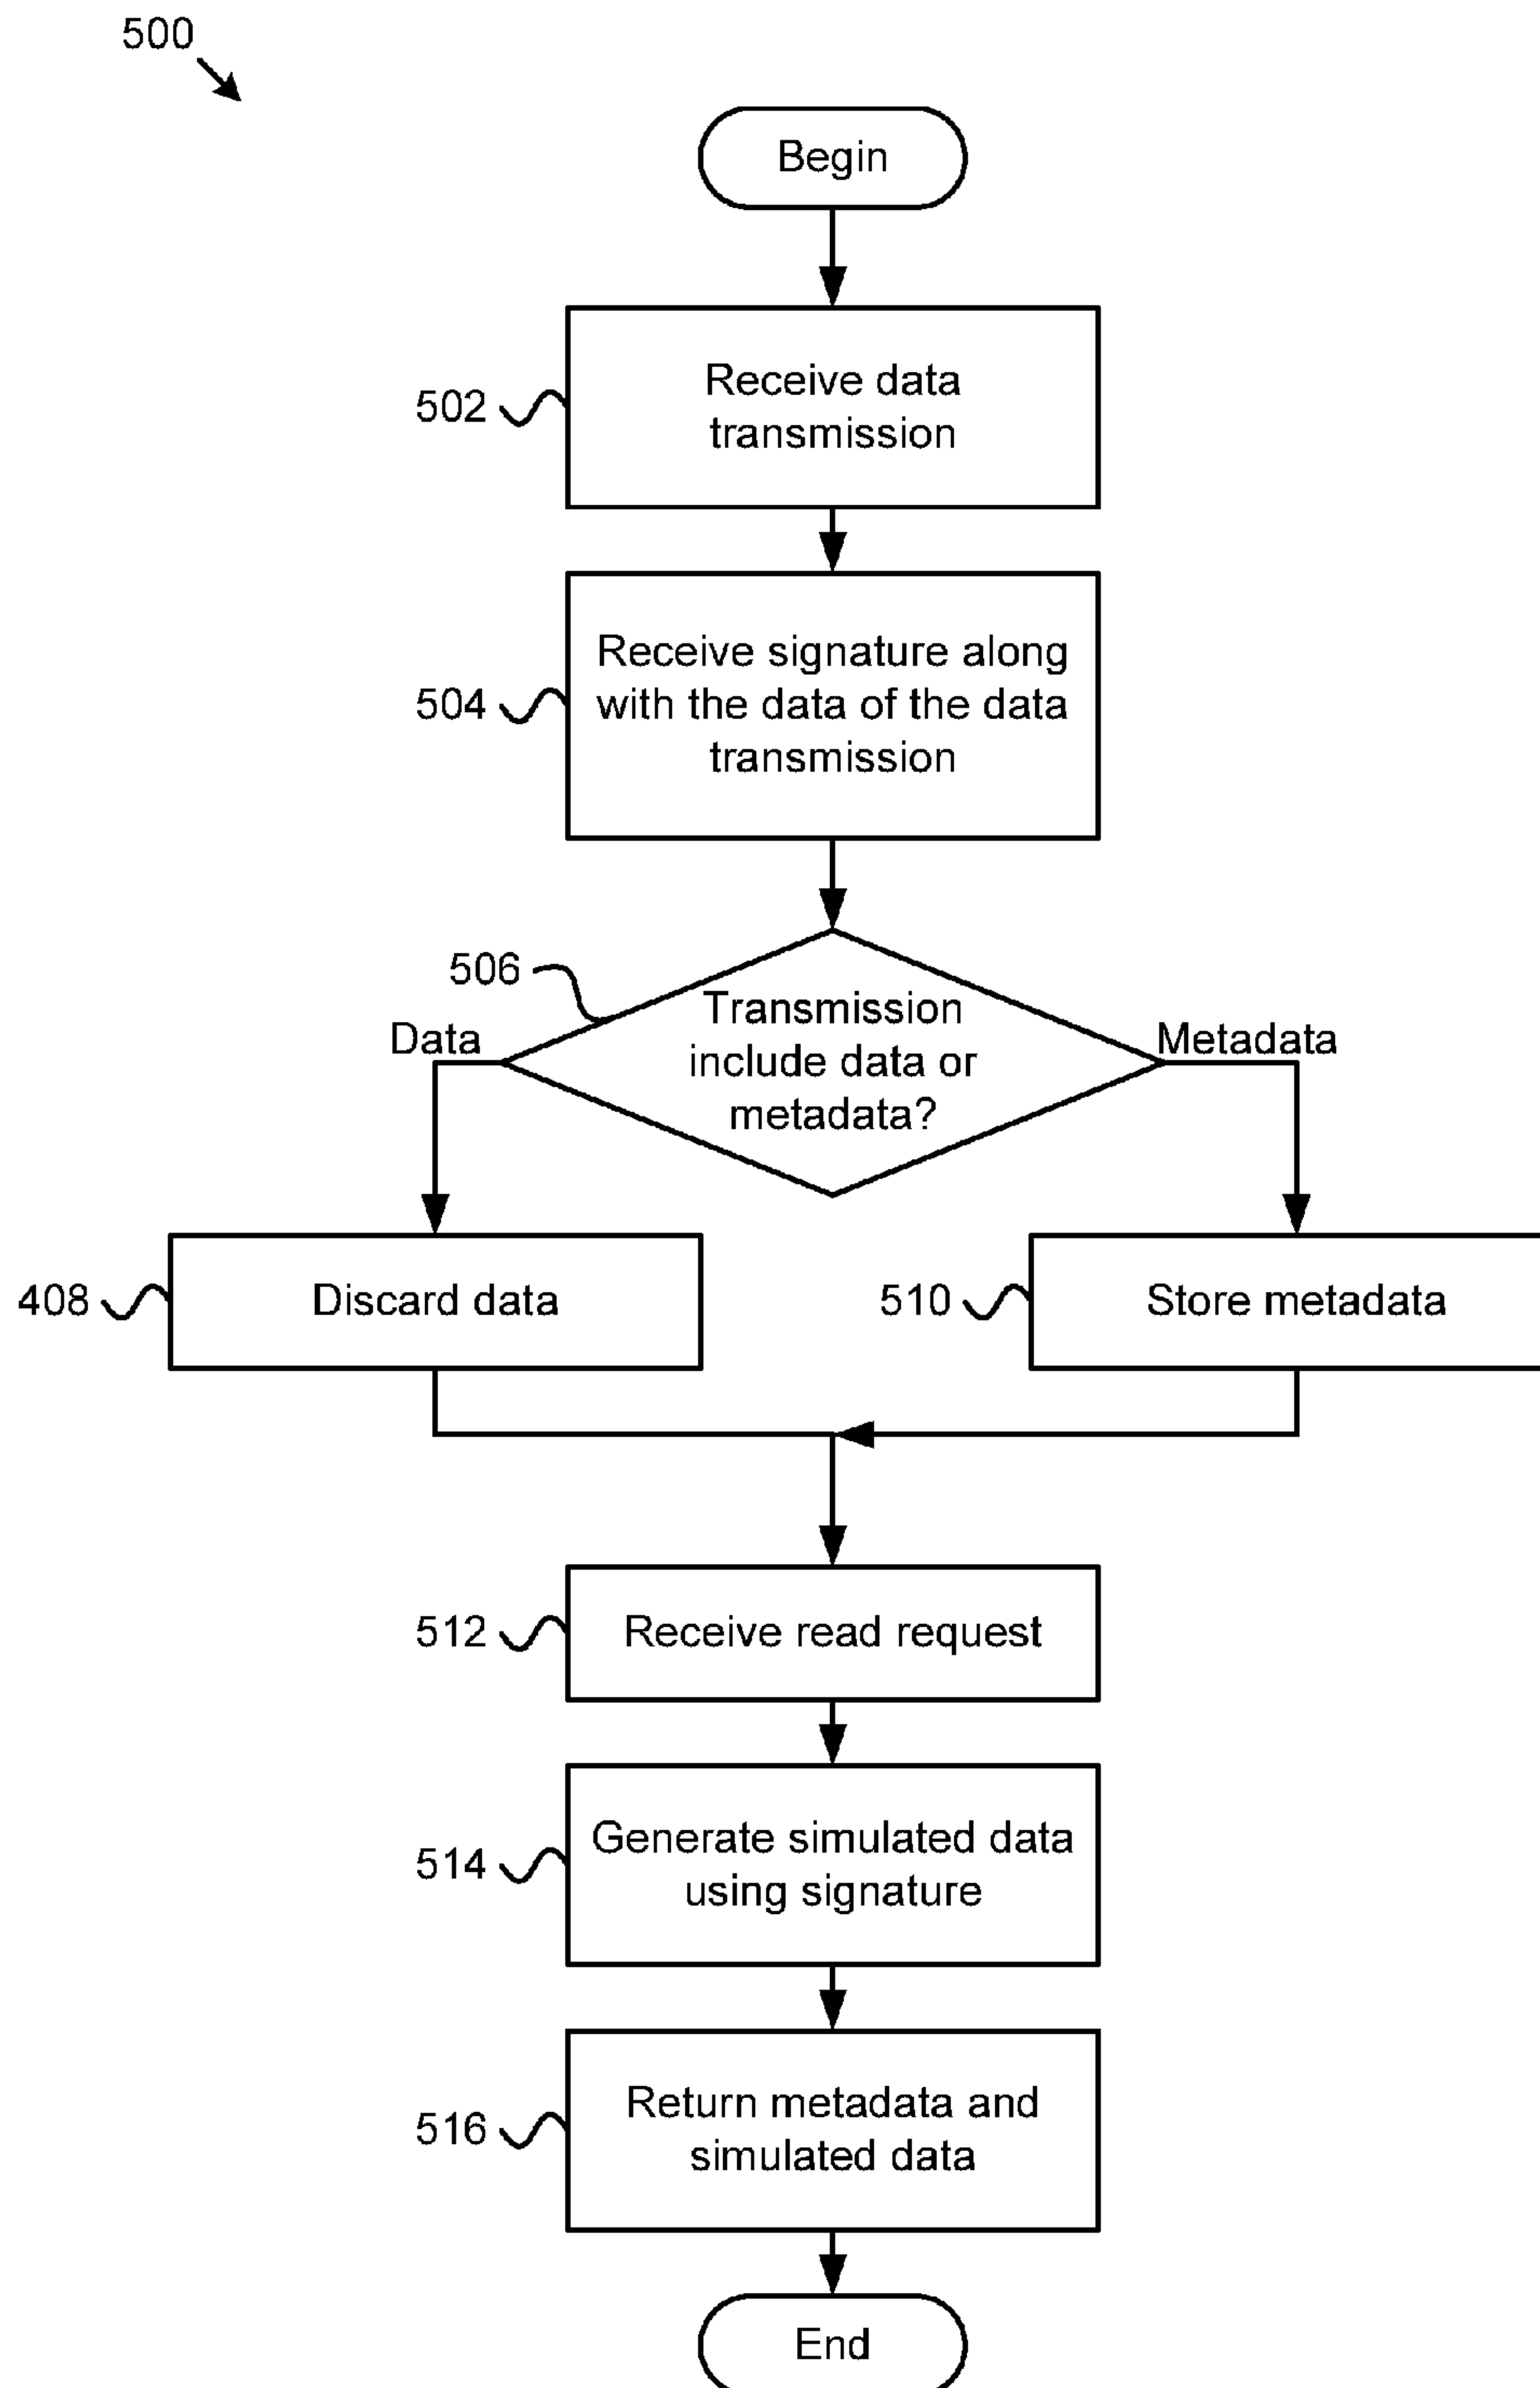 500
Begin
502
Receive data
transmission
504
Receive signature along
with the data of the data
transmission
506
Data
Transmission
include data or
metadata?
Metadata
408
Discard data
510
Store metadata
512
Receive read request
514
Generate simulated data
using signature
516
Return metadata and
simulated data
End